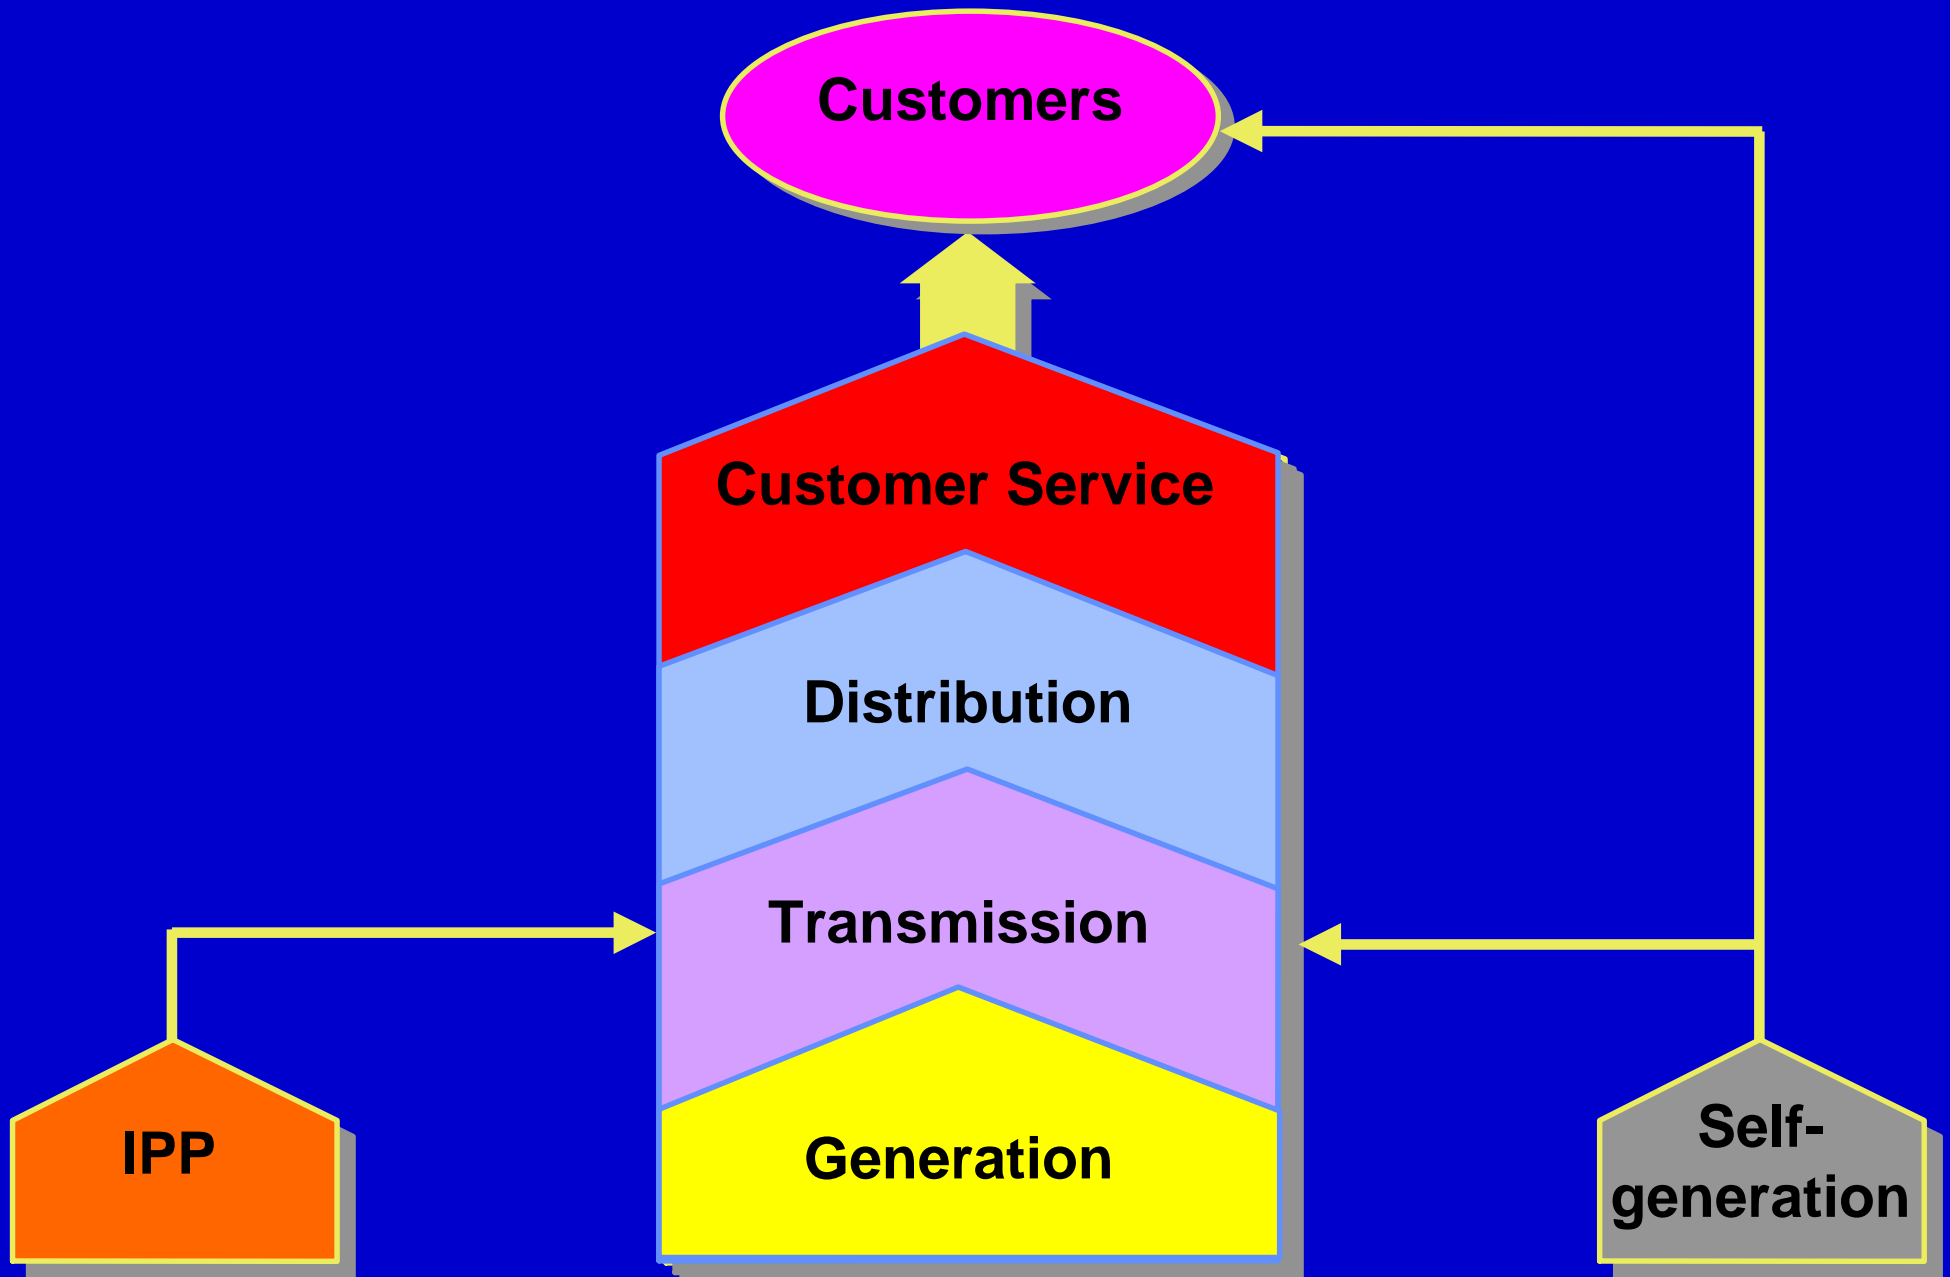 Customers
Customer Service
Distribution
Transmission
Generation
IPP
Self-
generation